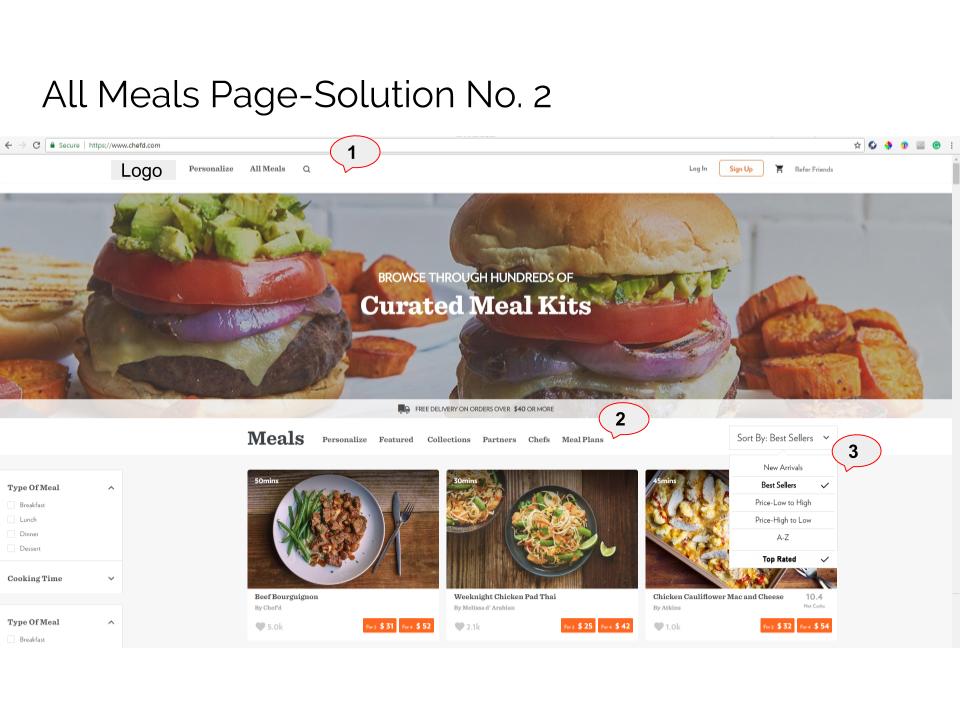 All Meals Page-Solution No. 2
Secure | https://www.chefd.com
1
Logo Personalize All Meals Log In Sign Up Refer Friends
BROWSE THROUGH HUNDREDS OF
Curated Meal Kits
FREE DELIVERY ON ORDERS OVER $40 OR MORE
2
Meals Personalize Featured Collections Partners Chefs Meal Plans Sort By: Best Sellers
3
New Arrivals
Best Sellers
Price-Low to High
Price-High to Low
A-Z
Top Rated
Type Of Meal
Breakfast
Lunch
Dinner
Dessert
Cooking Time
Type Of Meal
Breakfast
50mins
Beef Bourguignon
By Chef'd
5.0k Per 2 $ 31 Per 4 $ 52
30mins
Weeknight Chicken Pad Thai
By Melissa d' Arabian
2.1k Per 2 $ 25 Per 4 $ 42
45mins
Chicken Cauliflower Mac and Cheese 10.4
By Atkins Net Carbs
1.0k Per 2 $ 32 Per 4 $ 54